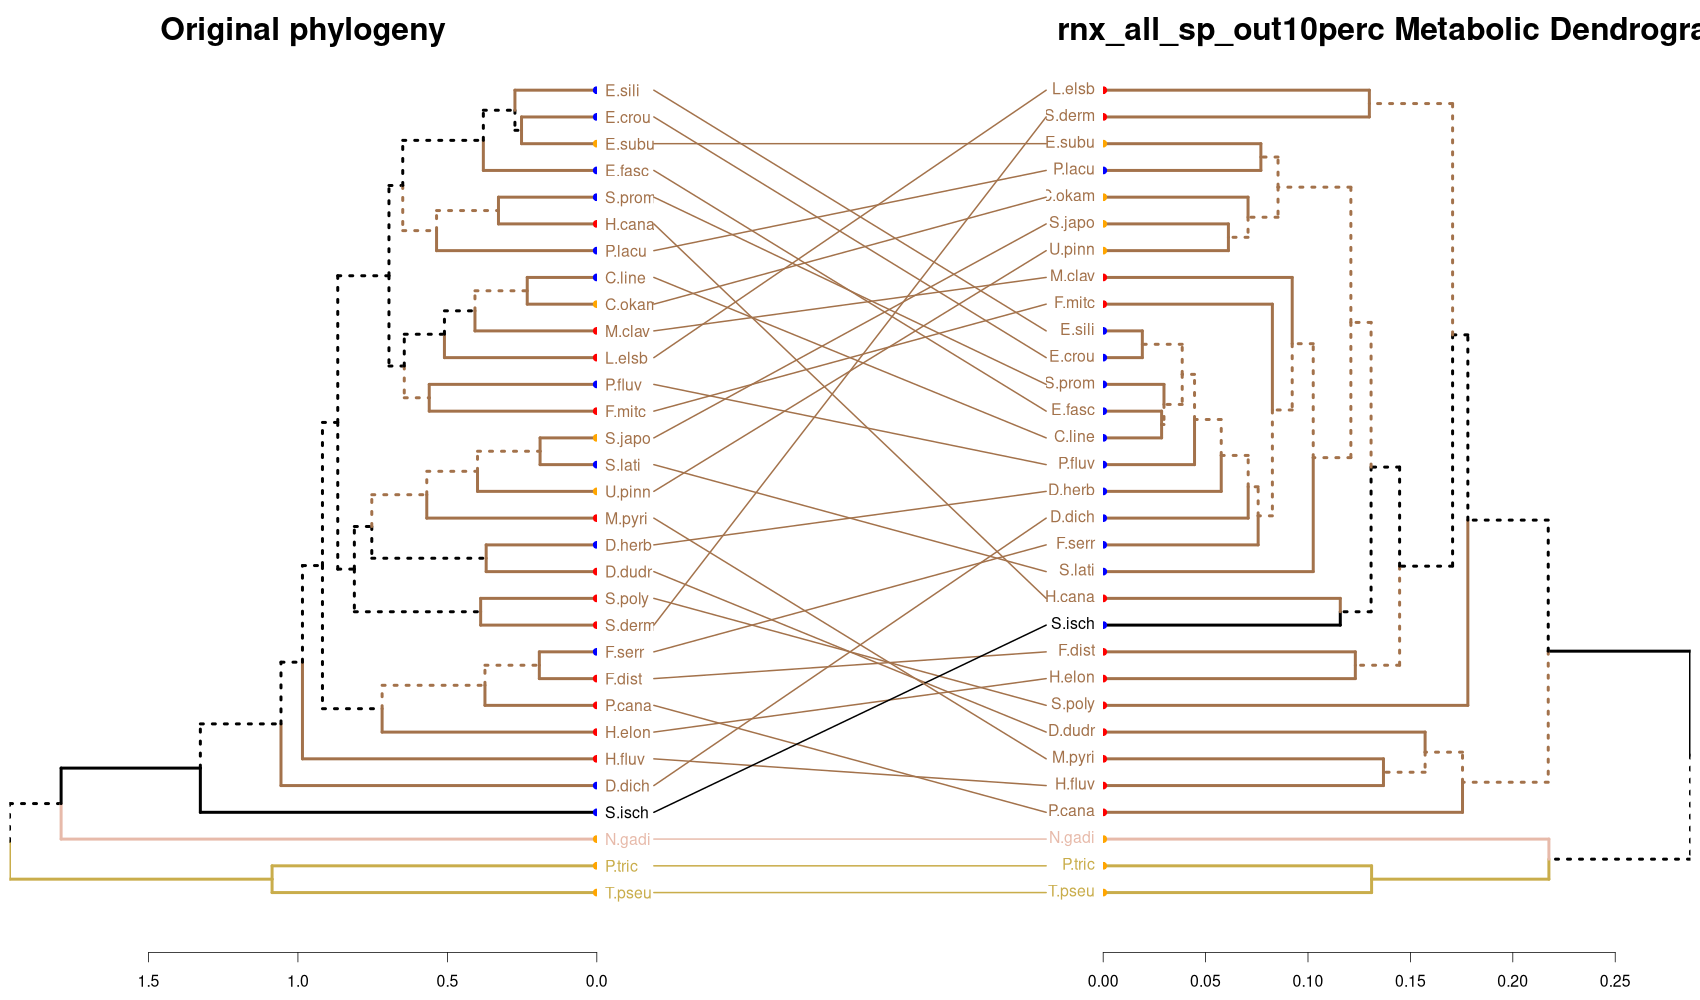 Original phylogeny
rnx_all_sp_out10perc Metabolic Dendrogra
E.sili
E.crou
E.subu
E.fasc
S.prom
H.cana
P.lacu
C.line
C.okan
M.clav
L.elsb
P.fluv
F.mitc
S.japo
S.lati
U.pinn
M.pyri
D.herb
D.dudr
S.poly
S.derm
F.serr
F.dist
P.cana
H.elon
H.fluv
D.dich
S.isch
N.gadi
P.tric
T.pseu
L.elsb
S.derm
E.subu
P.lacu
C.okam
S.japo
U.pinn
M.clav
F.mitc
E.sili
E.crou
S.prom
E.fasc
C.line
P.fluv
D.herb
D.dich
F.serr
S.lati
H.cana
S.isch
F.dist
H.elon
S.poly
D.dudr
M.pyri
H.fluv
P.cana
N.gadi
P.tric
T.pseu
1.5 1.0 0.5 0.0
0.00 0.05 0.10 0.15 0.20 0.25